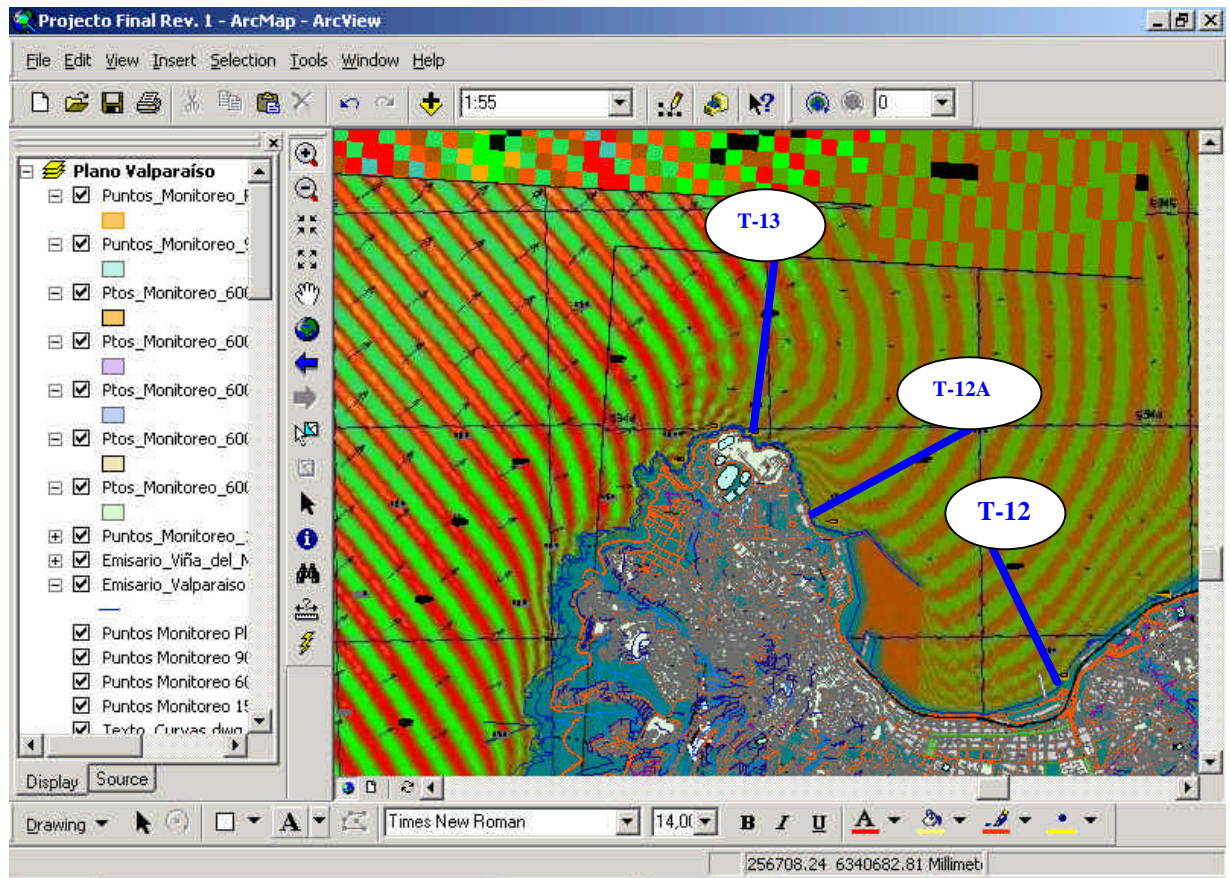 Projecto Final Rev. 1 - ArcMap - ArcView
File Edit View Insert Selection Tools Window Help
1:55
0
Plano Valparaíso
Puntos_Monitoreo_F
Puntos_Monitoreo_9
Ptos_Monitoreo_600
Ptos_Monitoreo_600
Ptos_Monitoreo_600
Ptos_Monitoreo_600
Ptos_Monitoreo_600
Puntos_Monitoreo_1
Emisario_Viña_del_M
Emisario_Valparaiso
Puntos Monitoreo Pl
Puntos Monitoreo 90
Puntos Monitoreo 60
Puntos Monitoreo 15
Texto_Curvas.dwg
Display Source
T-13
T-12A
T-12
Drawing A Times New Roman 14,0( B I U A
256708.24 6340682.81 Millimet